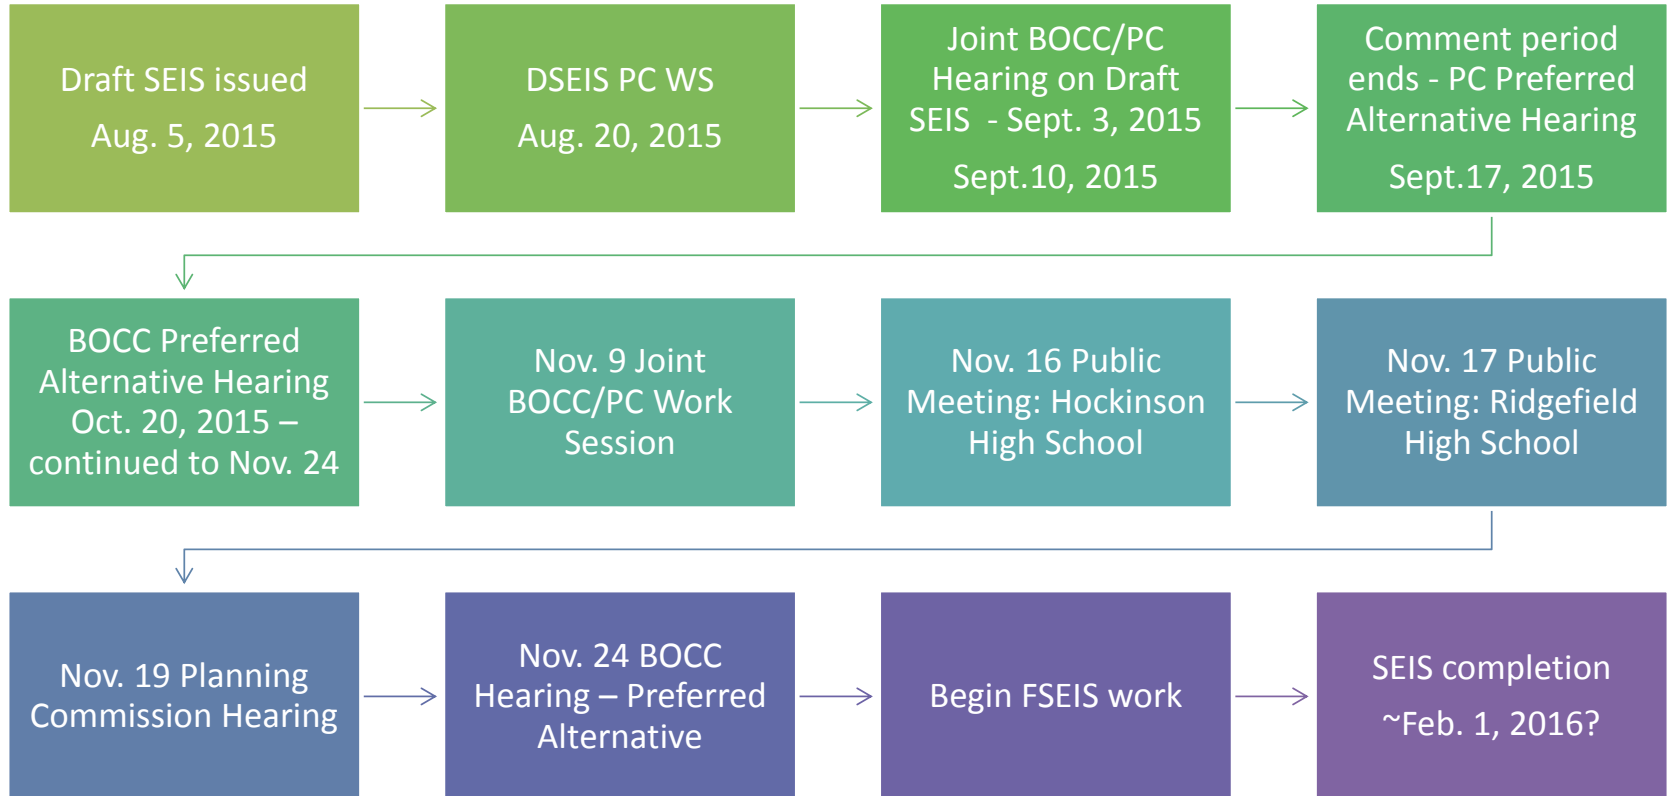 Draft SEIS issued
Aug. 5, 2015
DSEIS PC WS
Aug. 20, 2015
Joint BOCC/PC
Hearing on Draft
SEIS - Sept. 3, 2015
Sept.10, 2015
Comment period
ends - PC Preferred
Alternative Hearing
Sept.17, 2015
BOCC Preferred
Alternative Hearing
Oct. 20, 2015 –
continued to Nov. 24
Nov. 9 Joint
BOCC/PC Work
Session
Nov. 16 Public
Meeting: Hockinson
High School
Nov. 17 Public
Meeting: Ridgefield
High School
Nov. 19 Planning
Commission Hearing
Nov. 24 BOCC
Hearing – Preferred
Alternative
Begin FSEIS work
SEIS completion
~Feb. 1, 2016?